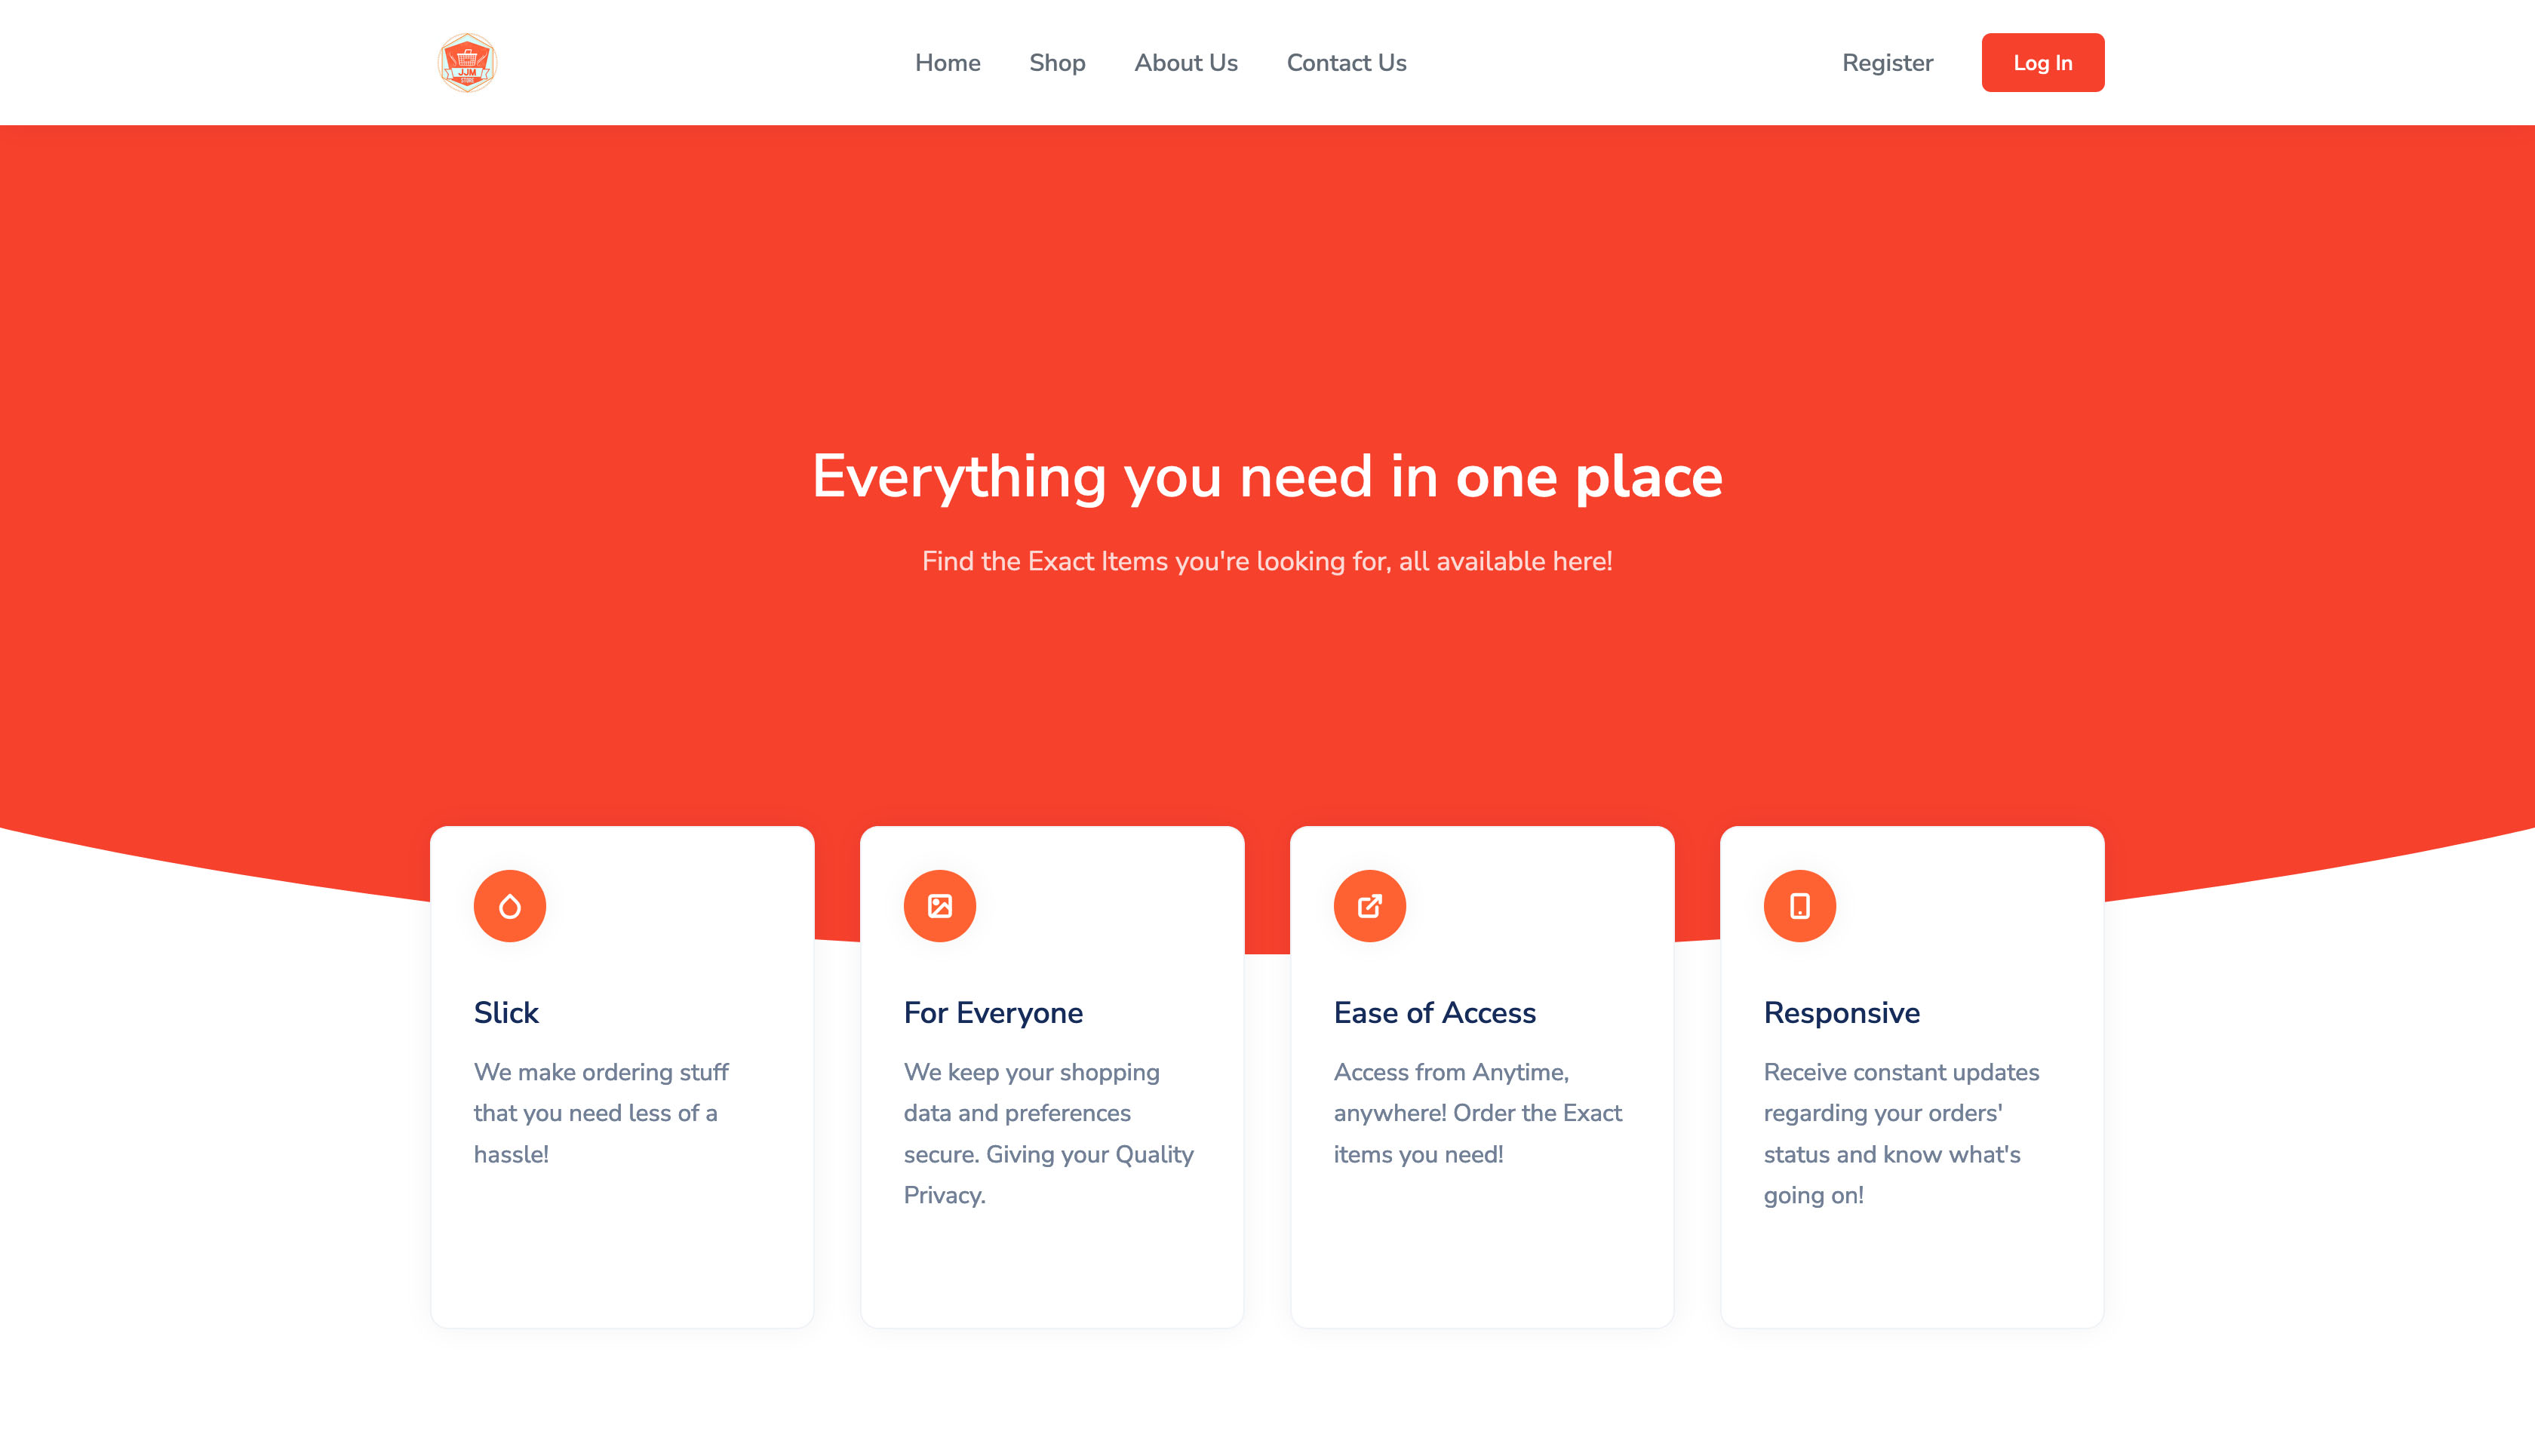 JJM
STORE
Home
Shop
About Us
Contact Us
Register
Log In
Everything you need in one place
Find the Exact Items you're looking for, all available here!
Slick
We make ordering stuff
that you need less of a
hassle!
For Everyone
We keep your shopping
data and preferences
secure. Giving your Quality
Privacy.
Ease of Access
Access from Anytime,
anywhere! Order the Exact
items you need!
Responsive
Receive constant updates
regarding your orders'
status and know what's
going on!